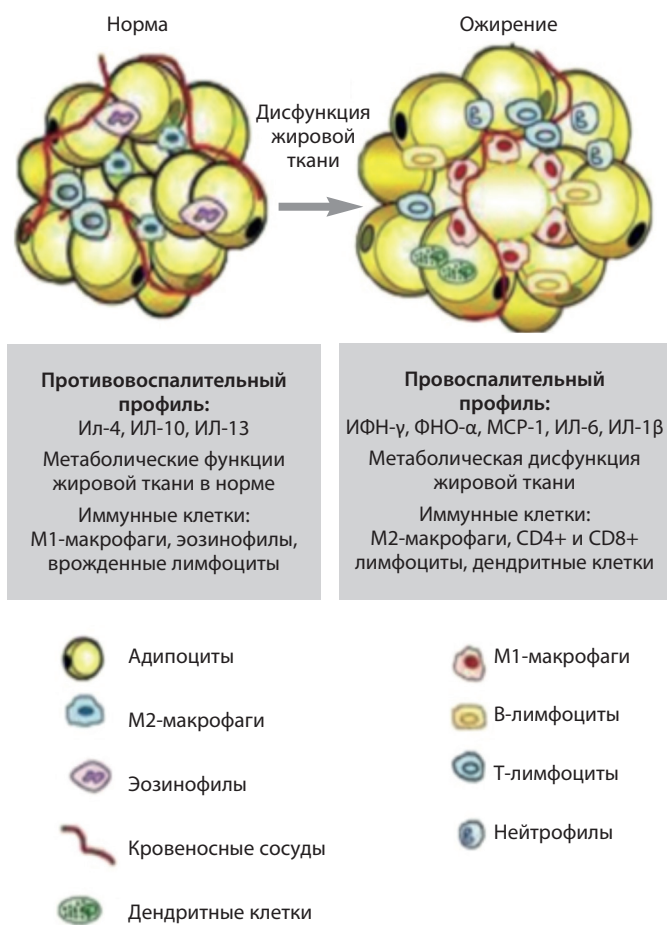 Норма
Ожирение
Дисфункция
жировой
ткани
Противовоспалительный
профиль:
Ил-4, ИЛ-10, ИЛ-13
Метаболические функции
жировой ткани в норме
Иммунные клетки:
М1-макрофаги, эозинофилы,
врожденные лимфоциты
Провоспалительный
профиль:
ИФН-γ, ФНО-α, МСР-1, ИЛ-6, ИЛ-1β
Метаболическая дисфункция
жировой ткани
Иммунные клетки:
М2-макрофаги, CD4+ и CD8+
лимфоциты, дендритные клетки
Адипоциты
М2-макрофаги
Эозинофилы
Кровеносные сосуды
Дендритные клетки
М1-макрофаги
В-лимфоциты
Т-лимфоциты
Нейтрофилы